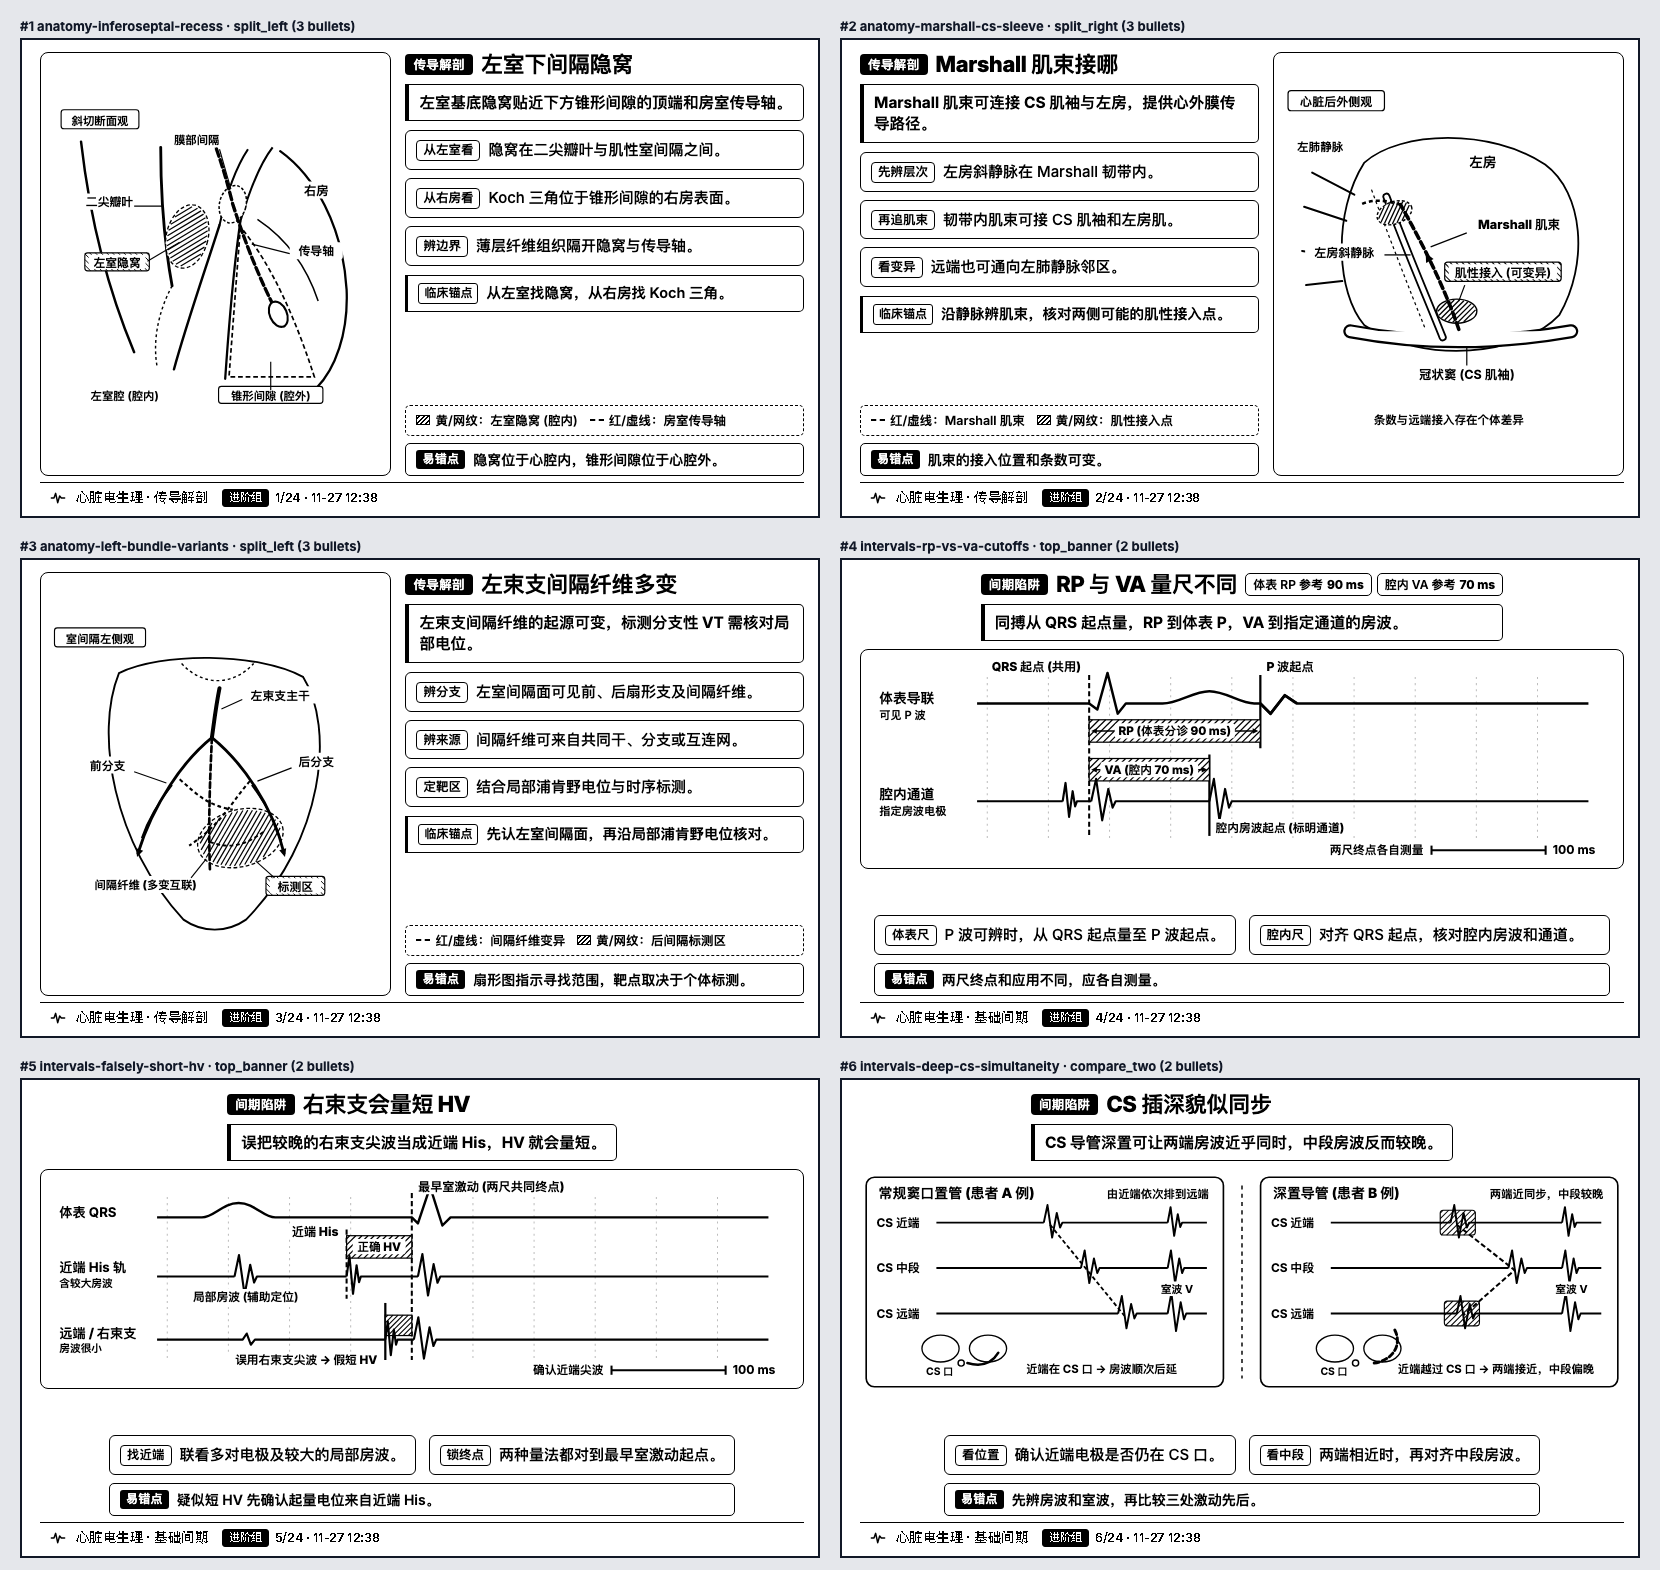 #1 anatomy-inferoseptal-recess · split_left (3 bullets)
斜切断面观
膜部间隔
右房
二尖瓣叶
传导轴
左室隐窝
左室腔 (腔内)
锥形间隙 (腔外)
传导解剖 左室下间隔隐窝
左室基底隐窝贴近下方锥形间隙的顶端和房室传导轴。
从左室看 隐窝在二尖瓣叶与肌性室间隔之间。
从右房看 Koch 三角位于锥形间隙的右房表面。
辨边界 薄层纤维组织隔开隐窝与传导轴。
临床锚点 从左室找隐窝，从右房找 Koch 三角。
黄/网纹：左室隐窝 (腔内) 红/虚线：房室传导轴
易错点 隐窝位于心腔内，锥形间隙位于心腔外。
心脏电生理 · 传导解剖 进阶组 1/24 · 11-27 12:38
#2 anatomy-marshall-cs-sleeve · split_right (3 bullets)
传导解剖 Marshall 肌束接哪
Marshall 肌束可连接 CS 肌袖与左房，提供心外膜传
导路径。
先辨层次 左房斜静脉在 Marshall 韧带内。
再追肌束 韧带内肌束可接 CS 肌袖和左房肌。
看变异 远端也可通向左肺静脉邻区。
临床锚点 沿静脉辨肌束，核对两侧可能的肌性接入点。
红/虚线：Marshall 肌束 黄/网纹：肌性接入点
易错点 肌束的接入位置和条数可变。
心脏后外侧观
左肺静脉
左房
Marshall 肌束
左房斜静脉
肌性接入 (可变异)
冠状窦 (CS 肌袖)
条数与远端接入存在个体差异
心脏电生理 · 传导解剖 进阶组 2/24 · 11-27 12:38
#3 anatomy-left-bundle-variants · split_left (3 bullets)
室间隔左侧观
左束支主干
前分支
后分支
间隔纤维 (多变互联)
标测区
传导解剖 左束支间隔纤维多变
左束支间隔纤维的起源可变，标测分支性 VT 需核对局
部电位。
辨分支 左室间隔面可见前、后扇形支及间隔纤维。
辨来源 间隔纤维可来自共同干、分支或互连网。
定靶区 结合局部浦肯野电位与时序标测。
临床锚点 先认左室间隔面，再沿局部浦肯野电位核对。
红/虚线：间隔纤维变异 黄/网纹：后间隔标测区
易错点 扇形图指示寻找范围，靶点取决于个体标测。
心脏电生理 · 传导解剖 进阶组 3/24 · 11-27 12:38
#4 intervals-rp-vs-va-cutoffs · top_banner (2 bullets)
间期陷阱 RP 与 VA 量尺不同 体表 RP 参考 90 ms 腔内 VA 参考 70 ms
同搏从 QRS 起点量，RP 到体表 P，VA 到指定通道的房波。
QRS 起点 (共用)
P 波起点
体表导联
可见 P 波
RP (体表分诊 90 ms)
VA (腔内 70 ms)
腔内通道
指定房波电极
腔内房波起点 (标明通道)
两尺终点各自测量 100 ms
体表尺 P 波可辨时，从 QRS 起点量至 P 波起点。
腔内尺 对齐 QRS 起点，核对腔内房波和通道。
易错点 两尺终点和应用不同，应各自测量。
心脏电生理 · 基础间期 进阶组 4/24 · 11-27 12:38
#5 intervals-falsely-short-hv · top_banner (2 bullets)
间期陷阱 右束支会量短 HV
误把较晚的右束支尖波当成近端 His，HV 就会量短。
最早室激动 (两尺共同终点)
体表 QRS
近端 His
正确 HV
近端 His 轨
含较大房波
局部房波 (辅助定位)
远端 / 右束支
房波很小
误用右束支尖波 → 假短 HV
确认近端尖波 100 ms
找近端 联看多对电极及较大的局部房波。
锁终点 两种量法都对到最早室激动起点。
易错点 疑似短 HV 先确认起量电位来自近端 His。
心脏电生理 · 基础间期 进阶组 5/24 · 11-27 12:38
#6 intervals-deep-cs-simultaneity · compare_two (2 bullets)
间期陷阱 CS 插深貌似同步
CS 导管深置可让两端房波近乎同时，中段房波反而较晚。
常规窦口置管 (患者 A 例) 由近端依次排到远端
CS 近端
CS 中段
室波 V
CS 远端
CS 口
近端在 CS 口 → 房波顺次后延
深置导管 (患者 B 例) 两端近同步，中段较晚
CS 近端
CS 中段
室波 V
CS 远端
CS 口
近端越过 CS 口 → 两端接近，中段偏晚
看位置 确认近端电极是否仍在 CS 口。
看中段 两端相近时，再对齐中段房波。
易错点 先辨房波和室波，再比较三处激动先后。
心脏电生理 · 基础间期 进阶组 6/24 · 11-27 12:38